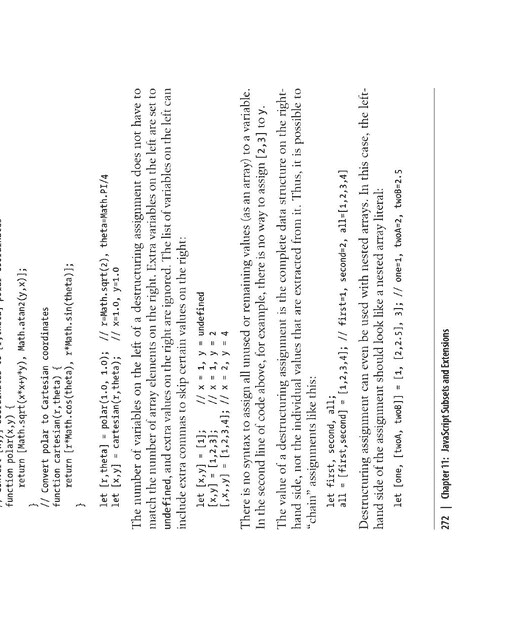 function polar(x,y) {
return [Math.sqrt(x*x+y*y), Math.atan2(y,x)];
}
// Convert polar to Cartesian coordinates
function cartesian(r,theta) {
return [r*Math.cos(theta), r*Math.sin(theta)];
}
let [r,theta] = polar(1.0, 1.0); // r=Math.sqrt(2), theta=Math.PI/4
let [x,y] = cartesian(r,theta); // x=1.0, y=1.0
The number of variables on the left of a destructuring assignment does not have to
match the number of array elements on the right. Extra variables on the left are set to
undefined, and extra values on the right are ignored. The list of variables on the left can
include extra commas to skip certain values on the right:
let [x,y] = [1]; // x = 1, y = undefined
[x,y] = [1,2,3]; // x = 1, y = 2
[,x,,y] = [1,2,3,4]; // x = 2, y = 4
There is no syntax to assign all unused or remaining values (as an array) to a variable.
In the second line of code above, for example, there is no way to assign [2,3] to y.
The value of a destructuring assignment is the complete data structure on the right-
hand side, not the individual values that are extracted from it. Thus, it is possible to
“chain” assignments like this:
let first, second, all;
all = [first,second] = [1,2,3,4]; // first=1, second=2, all=[1,2,3,4]
Destructuring assignment can even be used with nested arrays. In this case, the left-
hand side of the assignment should look like a nested array literal:
let [one, [twoA, twoB]] = [1, [2,2.5], 3]; // one=1, twoA=2, twoB=2.5
272 | Chapter 11: JavaScript Subsets and Extensions